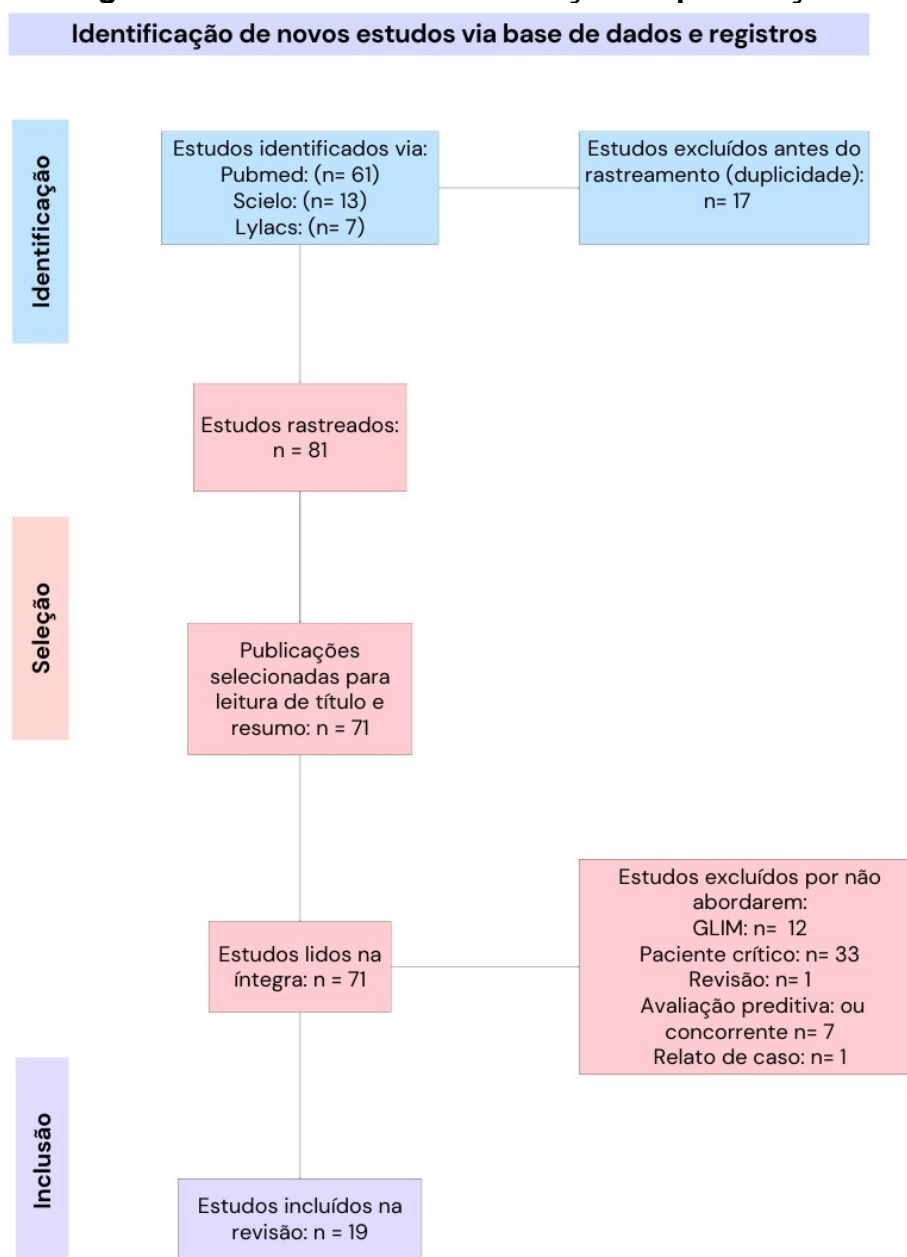 Identificação de novos estudos via base de dados e registros
Identificação
Estudos identificados via:
Pubmed: (n= 61)
Scielo: (n= 13)
Lylacs: (n= 7)
Estudos excluídos antes do
rastreamento (duplicidade):
n= 17
Estudos rastreados:
n = 81
Seleção
Publicações
selecionadas para
leitura de título e
resumo: n = 71
Estudos lidos na
íntegra: n = 71
Estudos excluídos por não
abordarem:
GLIM: n= 12
Paciente crítico: n= 33
Revisão: n= 1
Avaliação preditiva: ou
concorrente n= 7
Relato de caso: n= 1
Inclusão
Estudos incluídos na
revisão: n = 19